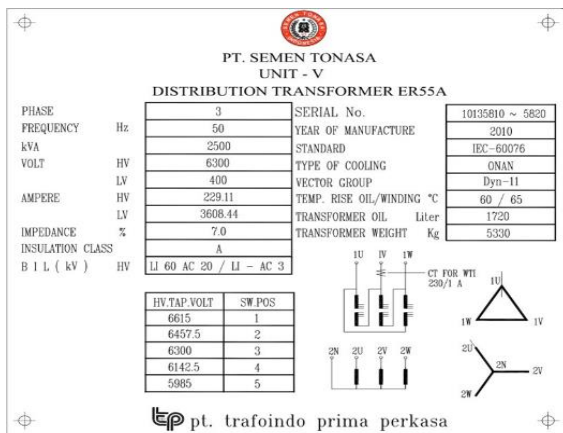 SEMEN TONASA
INDONESIA
PT. SEMEN TONASA
UNIT - V
DISTRIBUTION TRANSFORMER ER55A
PHASE 3
FREQUENCY Hz 50
kVA 2500
VOLT HV 6300
LV 400
AMPERE HV 229.11
LV 3608.44
IMPEDANCE % 7.0
INSULATION CLASS A
B I L ( kV ) HV LI 60 AC 20 / LI - AC 3
SERIAL No. 10135810 ~ 5820
YEAR OF MANUFACTURE 2010
STANDARD IEC-60076
TYPE OF COOLING ONAN
VECTOR GROUP Dyn-11
TEMP. RISE OIL/WINDING °C 60 / 65
TRANSFORMER OIL Liter 1720
TRANSFORMER WEIGHT Kg 5330
HV.TAP.VOLT SW.POS
6615 1
6457.5 2
6300 3
6142.5 4
5985 5
1U 1V 1W
CT FOR WTI
230/1 A
2N 2U 2V 2W
1U
1W 1V
2U
2N 2V
2W
tp pt. trafoindo prima perkasa